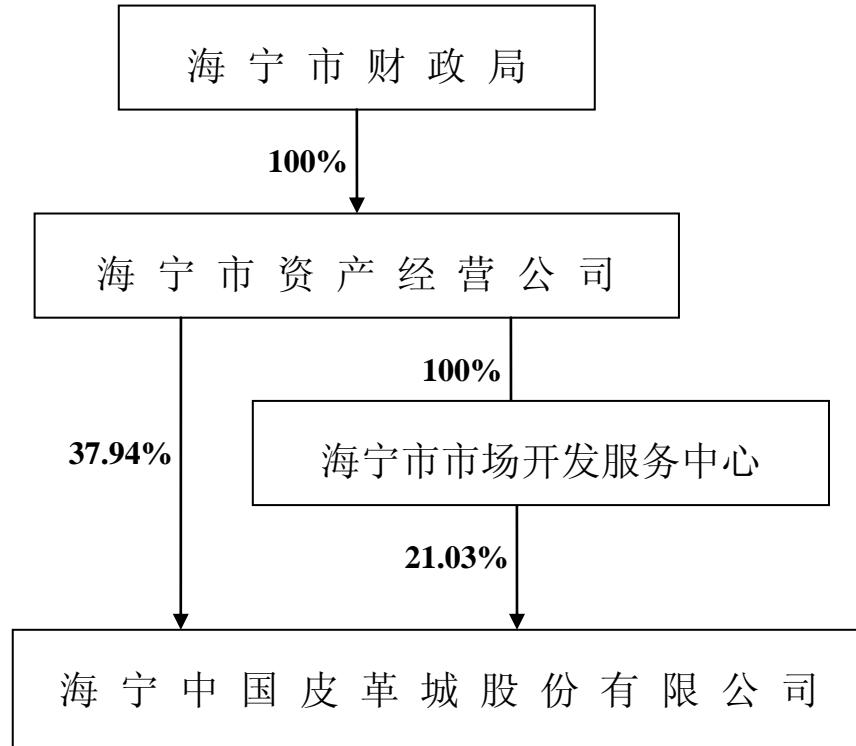 海宁市财政局
100%
海宁市资产经营公司
100%
37.94%
海宁市市场开发服务中心
21.03%
海宁中国皮革城股份有限公司